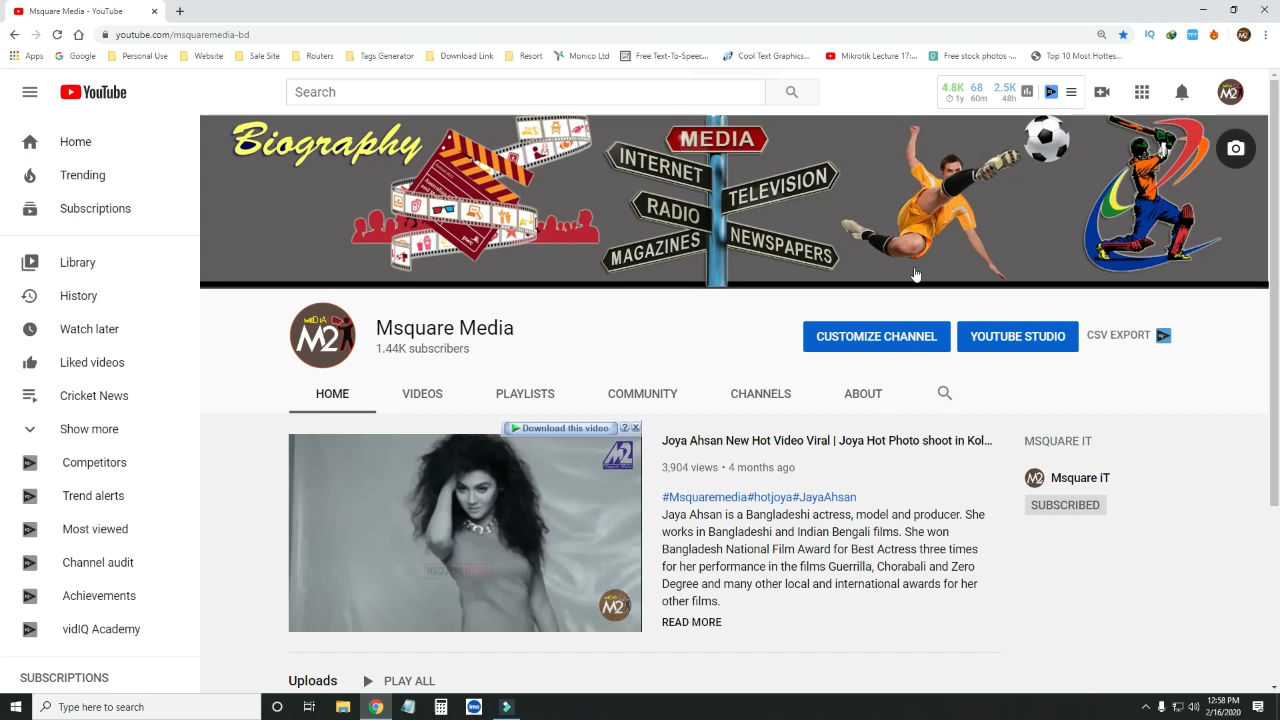 Msquare Media - YouTube
youtube.com/msquaremedia-bd
Apps Google Personal Use Website Sale Site Routers Tags Generator Download Link Resort Monico Ltd Free Text-To-Speec... Cool Text Graphics... Mikrotik Lecture 17:... Free stock photos -... Top 10 Most Hottes...
YouTube
Search
4.8K 68 2.5K
1y 60m 48h
Home
Trending
Subscriptions
Library
History
Watch later
Liked videos
Cricket News
Show more
Competitors
Trend alerts
Most viewed
Channel audit
Achievements
vidIQ Academy
SUBSCRIPTIONS
Biography
MEDIA
INTERNET
TELEVISION
RADIO
MAGAZINES
NEWSPAPERS
MEDIA
M2
Msquare Media
1.44K subscribers
CUSTOMIZE CHANNEL
YOUTUBE STUDIO
CSV EXPORT
HOME VIDEOS PLAYLISTS COMMUNITY CHANNELS ABOUT
Download this video ? X
M2
MSQUARE
M2
Joya Ahsan New Hot Video Viral | Joya Hot Photo shoot in Kol...
3,904 views • 4 months ago
#Msquaremedia#hotjoya#JayaAhsan
Jaya Ahsan is a Bangladeshi actress, model and producer. She
works in Bangladeshi and Indian Bengali films. She won
Bangladesh National Film Award for Best Actress three times
for her performance in the films Guerrilla, Chorabali and Zero
Degree and many other local and international awards for her
other films.
READ MORE
MSQUARE IT
Msquare iT
SUBSCRIBED
Uploads
PLAY ALL
Type here to search
imo
12:58 PM
2/16/2020